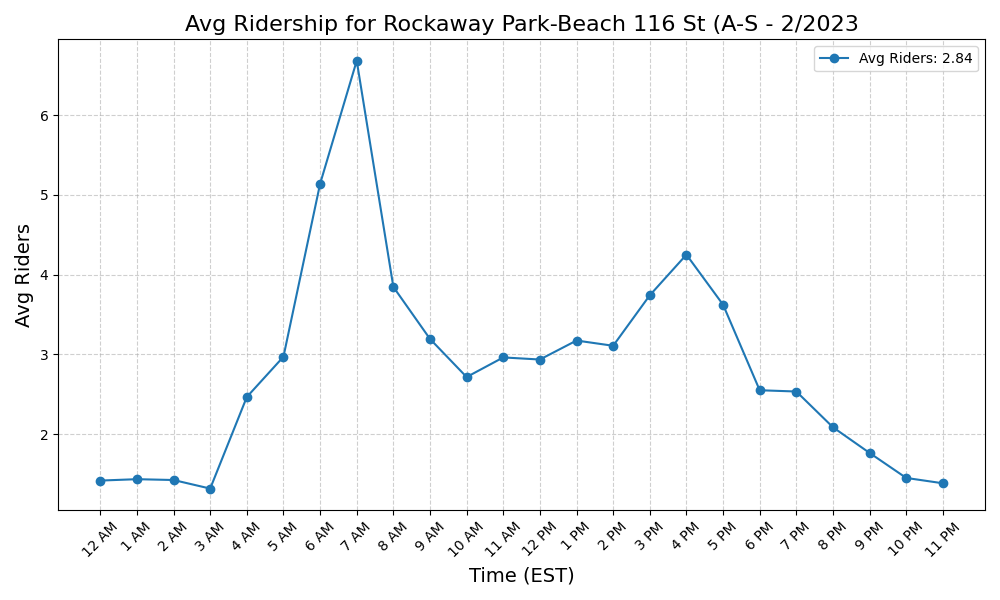 Avg Ridership for Rockaway Park-Beach 116 St (A-S - 2/2023
Avg Riders: 2.84
Avg Riders
6
5
4
3
2
12 AM
1 AM
2 AM
3 AM
4 AM
5 AM
6 AM
7 AM
8 AM
9 AM
10 AM
11 AM
12 PM
1 PM
2 PM
3 PM
4 PM
5 PM
6 PM
7 PM
8 PM
9 PM
10 PM
11 PM
Time (EST)